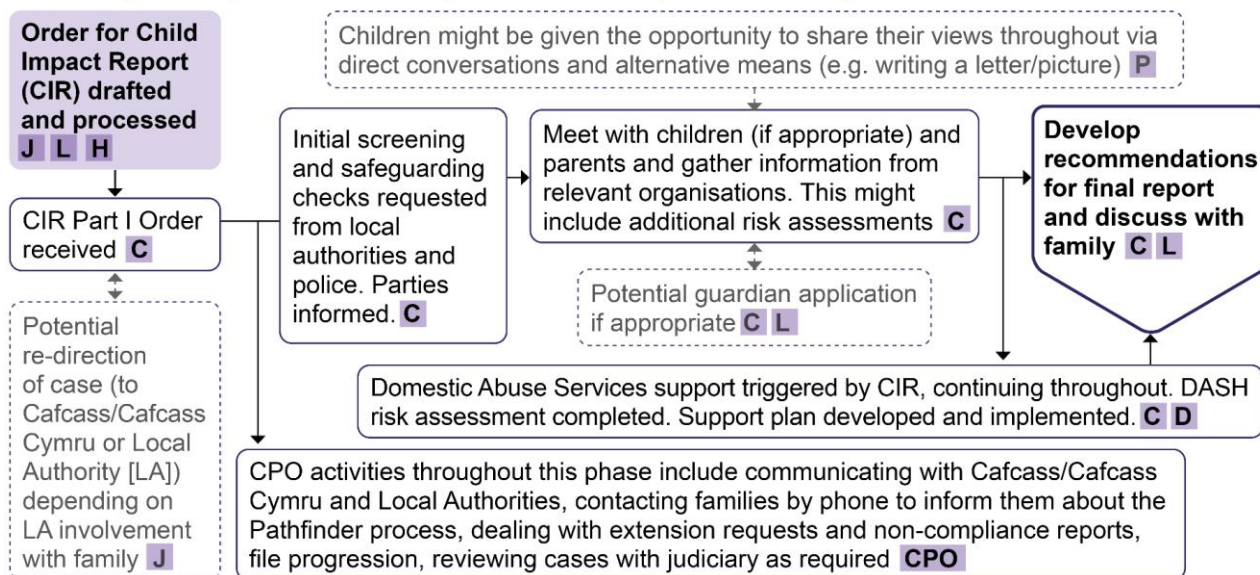 Order for Child
Impact Report
(CIR) drafted
and processed
J L H
CIR Part I Order
received C
Potential
re-direction
of case (to
Cafcass/Cafcass
Cymru or Local
Authority [LA])
depending on
LA involvement
with family J
Initial screening
and safeguarding
checks requested
from local
authorities and
police. Parties
informed. C
Children might be given the opportunity to share their views throughout via
direct conversations and alternative means (e.g. writing a letter/picture) P
Meet with children (if appropriate) and
parents and gather information from
relevant organisations. This might
include additional risk assessments C
Potential guardian application
if appropriate C L
Develop
recommendations
for final report
and discuss with
family C L
Domestic Abuse Services support triggered by CIR, continuing throughout. DASH
risk assessment completed. Support plan developed and implemented. C D
CPO activities throughout this phase include communicating with Cafcass/Cafcass
Cymru and Local Authorities, contacting families by phone to inform them about the
Pathfinder process, dealing with extension requests and non-compliance reports,
file progression, reviewing cases with judiciary as required CPO